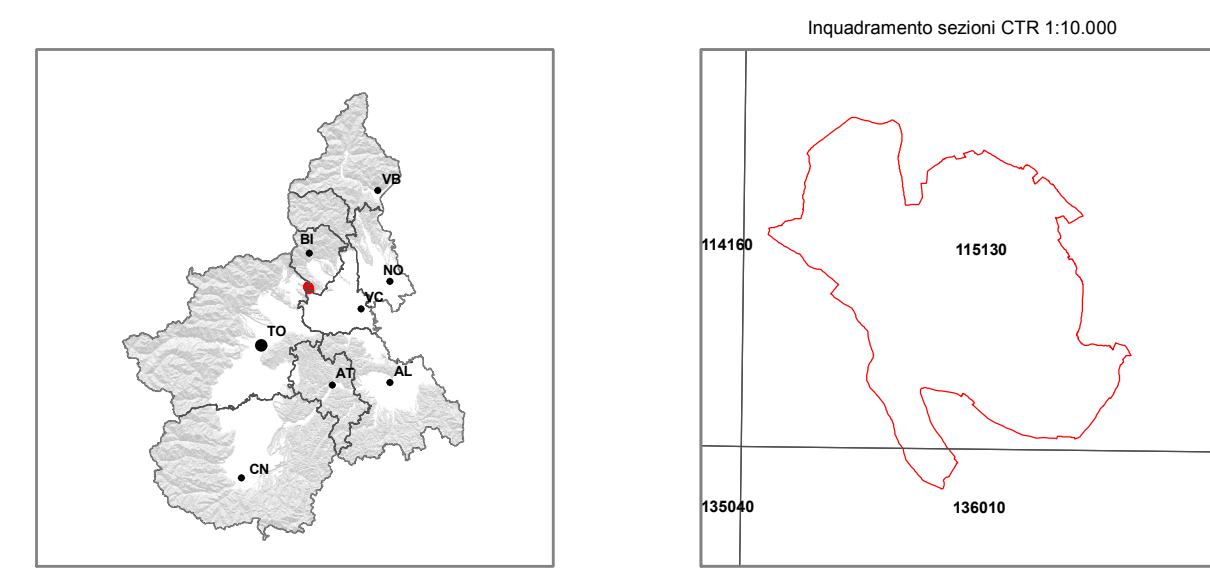 Inquadramento sezioni CTR 1:10.000
VB
BI
NO
VC
TO
AT
AL
CN
114160
115130
135040
136010